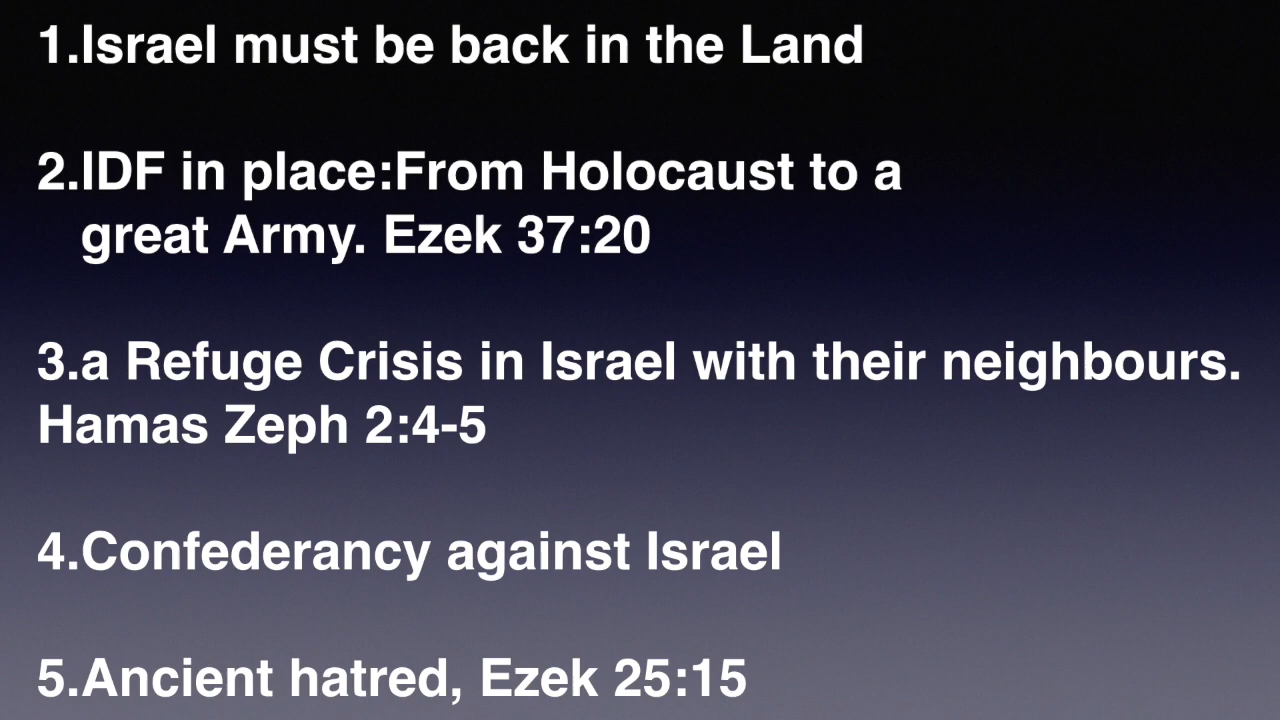 1.Israel must be back in the Land
2.IDF in place:From Holocaust to a
great Army. Ezek 37:20
3.a Refuge Crisis in Israel with their neighbours.
Hamas Zeph 2:4-5
4.Confederancy against Israel
5.Ancient hatred, Ezek 25:15